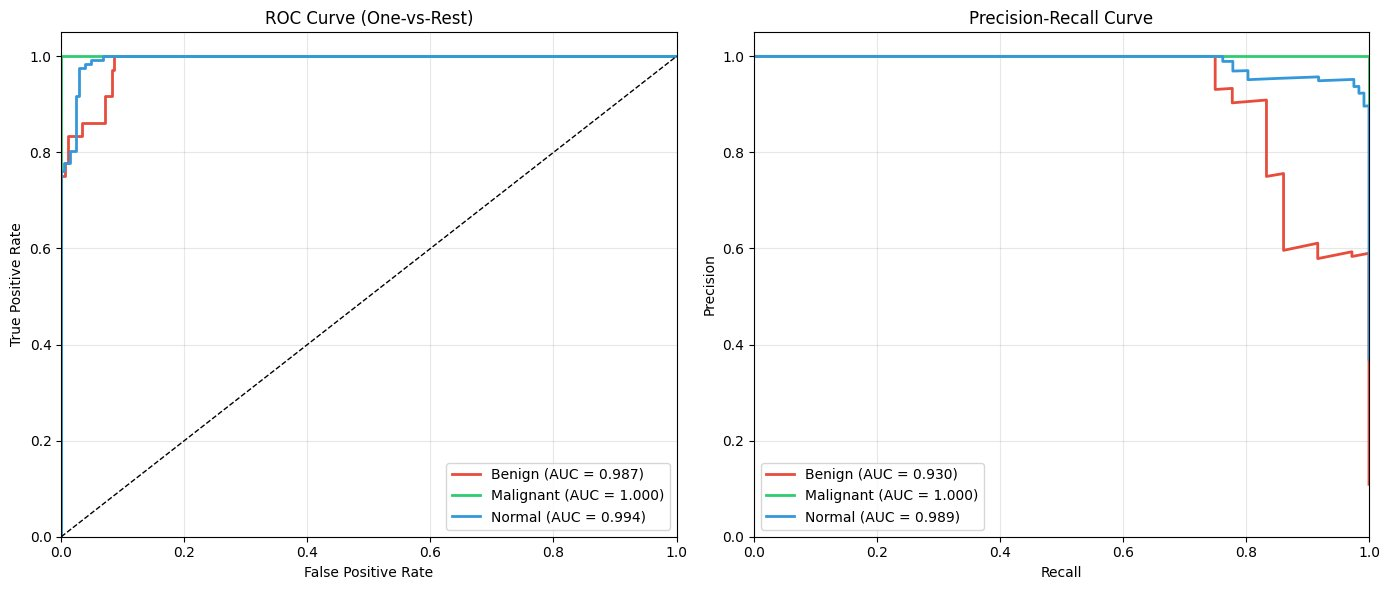 ROC Curve (One-vs-Rest)
True Positive Rate
1.0
0.8
0.6
0.4
0.2
0.0
0.0 0.2 0.4 0.6 0.8 1.0
False Positive Rate
Benign (AUC = 0.987)
Malignant (AUC = 1.000)
Normal (AUC = 0.994)
Precision-Recall Curve
Precision
1.0
0.8
0.6
0.4
0.2
0.0
0.0 0.2 0.4 0.6 0.8 1.0
Recall
Benign (AUC = 0.930)
Malignant (AUC = 1.000)
Normal (AUC = 0.989)